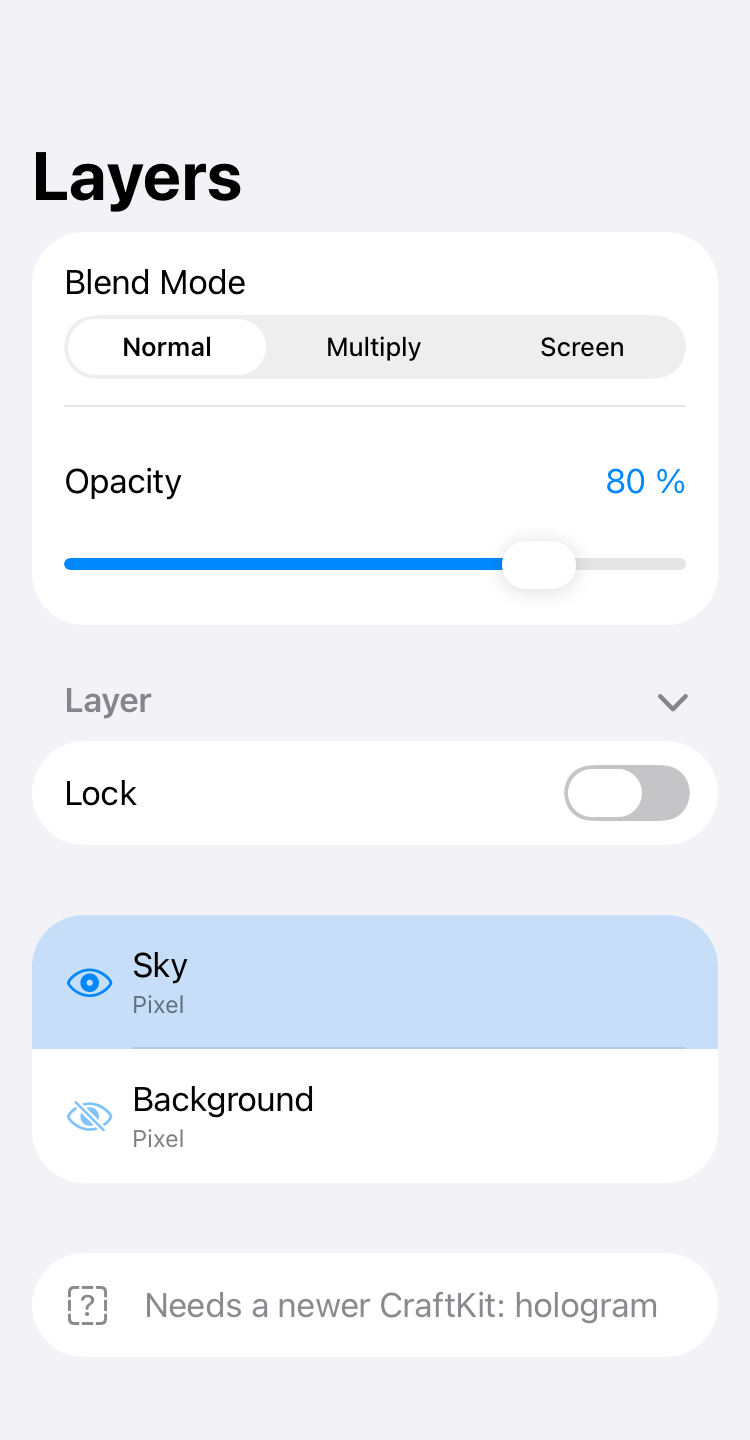 Layers
Blend Mode
Normal Multiply Screen
Opacity 80 %
Layer
Lock
Sky
Pixel
Background
Pixel
? Needs a newer CraftKit: hologram